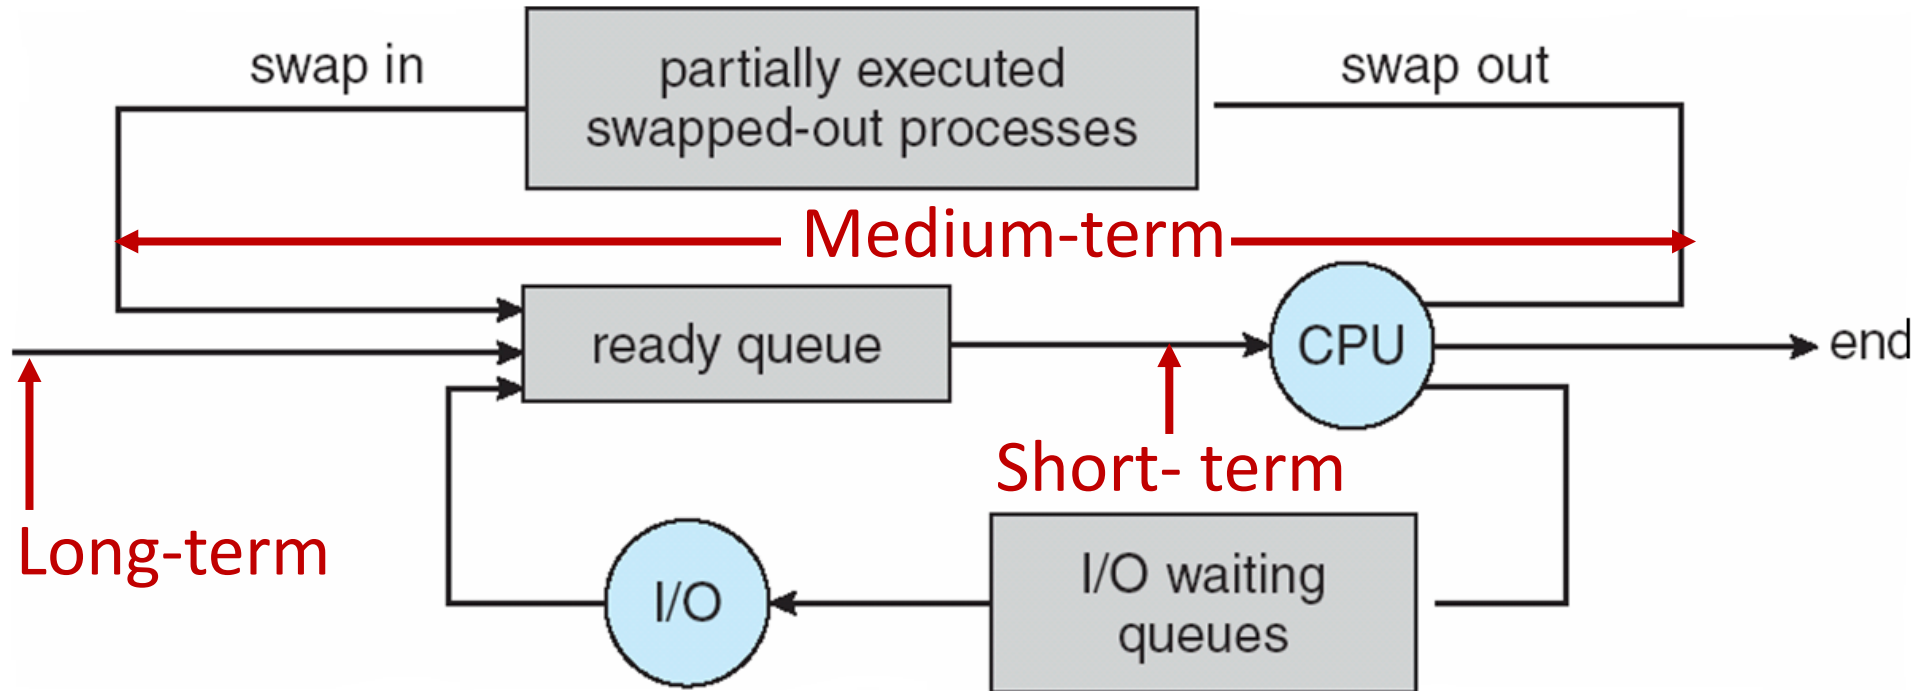 swap in
partially executed
swapped-out processes
swap out
Medium-term
ready queue
CPU
end
Short- term
Long-term
I/O
I/O waiting
queues